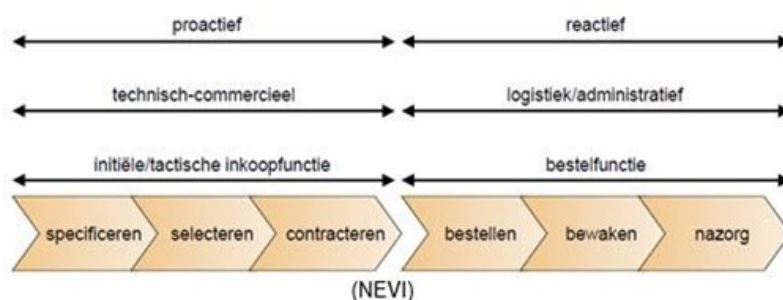 proactief reactief
technisch-commercieel logistiek/administratief
initiële/tactische inkoopfunctie bestelfunctie
specificeren selecteren contracteren bestellen bewaken nazorg
(NEVI)